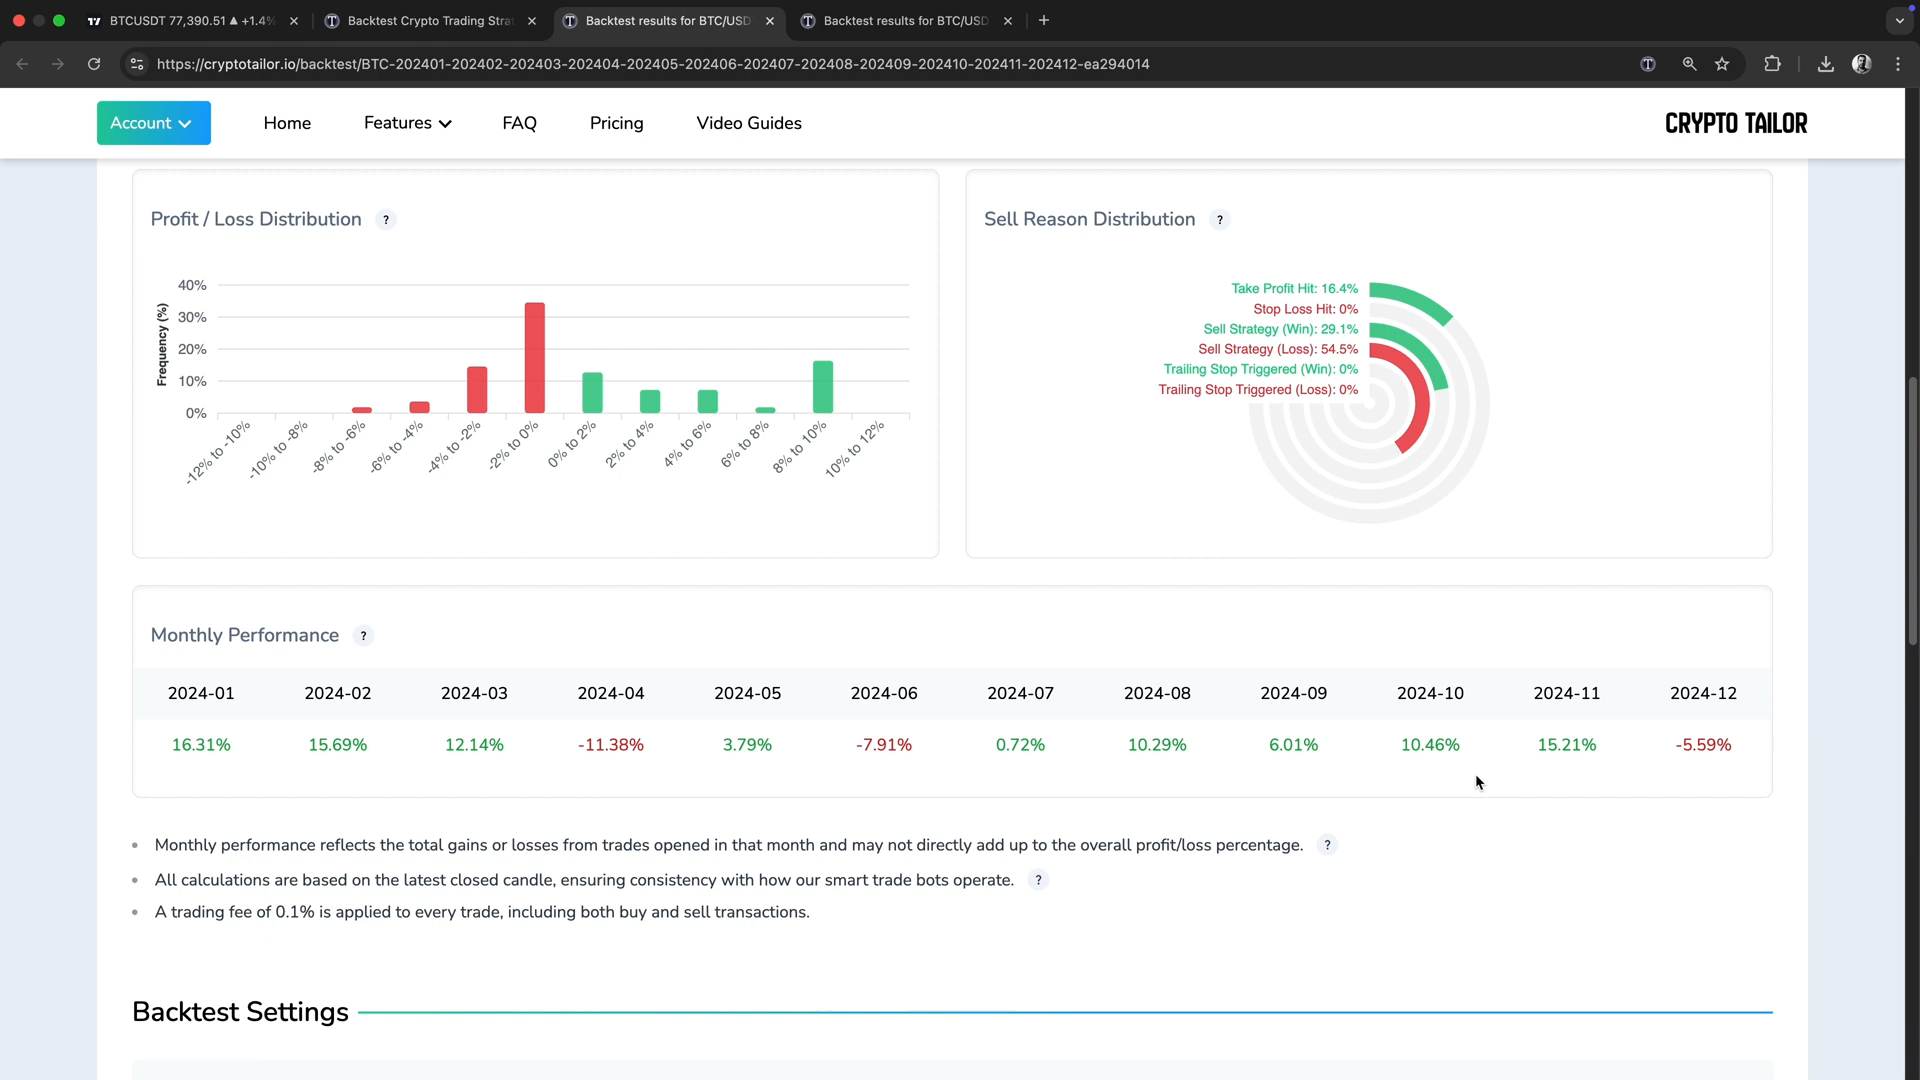 BTCUSDT 77,390.51 ▲ +1.4%
Backtest Crypto Trading Strat
Backtest results for BTC/USD
Backtest results for BTC/USD
https://cryptotailor.io/backtest/BTC-202401-202402-202403-202404-202405-202406-202407-202408-202409-202410-202411-202412-ea294014
Account
Home
Features
FAQ
Pricing
Video Guides
CRYPTO TAILOR
Profit / Loss Distribution ?
Frequency (%)
40%
30%
20%
10%
0%
-12% to -10%
-10% to -8%
-8% to -6%
-6% to -4%
-4% to -2%
-2% to 0%
0% to 2%
2% to 4%
4% to 6%
6% to 8%
8% to 10%
10% to 12%
Sell Reason Distribution ?
Take Profit Hit: 16.4%
Stop Loss Hit: 0%
Sell Strategy (Win): 29.1%
Sell Strategy (Loss): 54.5%
Trailing Stop Triggered (Win): 0%
Trailing Stop Triggered (Loss): 0%
Monthly Performance ?
2024-01 2024-02 2024-03 2024-04 2024-05 2024-06 2024-07 2024-08 2024-09 2024-10 2024-11 2024-12
16.31% 15.69% 12.14% -11.38% 3.79% -7.91% 0.72% 10.29% 6.01% 10.46% 15.21% -5.59%
• Monthly performance reflects the total gains or losses from trades opened in that month and may not directly add up to the overall profit/loss percentage. ?
• All calculations are based on the latest closed candle, ensuring consistency with how our smart trade bots operate. ?
• A trading fee of 0.1% is applied to every trade, including both buy and sell transactions.
Backtest Settings